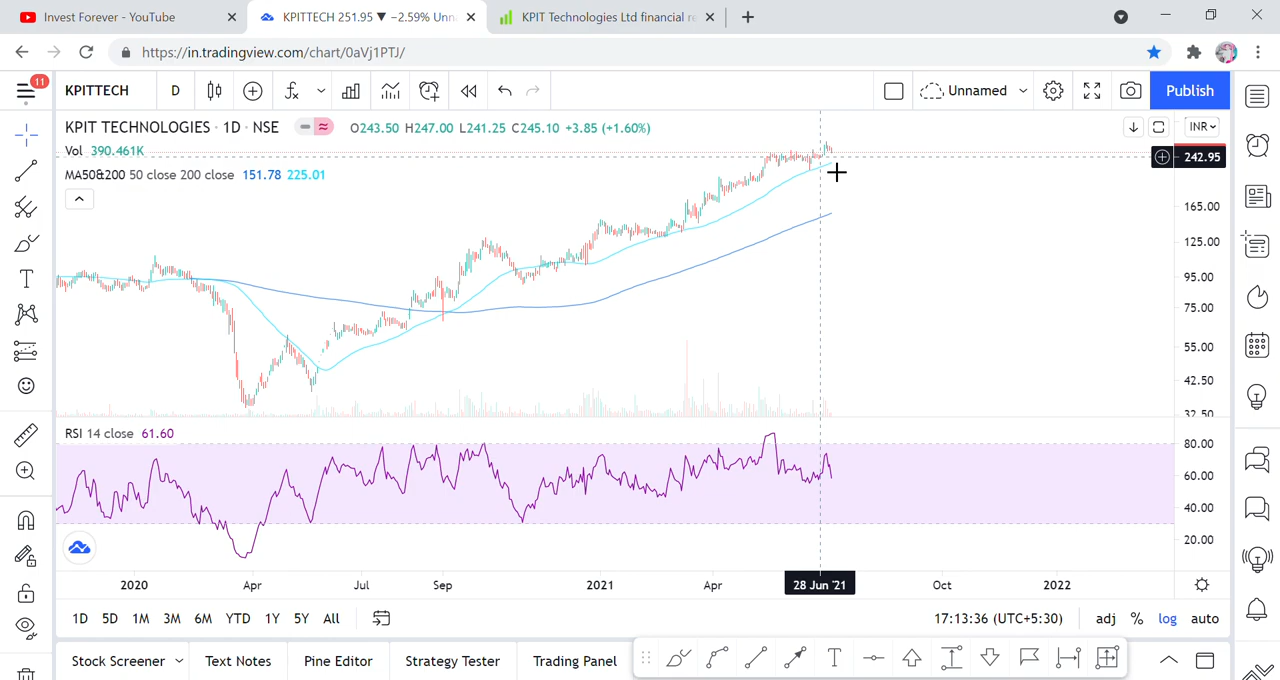 Invest Forever - YouTube
KPITTECH 251.95 ▼ −2.59% Unn
KPIT Technologies Ltd financial re
https://in.tradingview.com/chart/0aVj1PTJ/
11
KPITTECH
D
Unnamed
Publish
KPIT TECHNOLOGIES · 1D · NSE
O243.50 H247.00 L241.25 C245.10 +3.85 (+1.60%)
INR
Vol 390.461K
242.95
MA50&200 50 close 200 close 151.78 225.01
165.00
125.00
95.00
75.00
55.00
42.50
32.50
RSI 14 close 61.60
80.00
60.00
40.00
20.00
2020 Apr Jul Sep 2021 Apr 28 Jun '21 Oct 2022
1D 5D 1M 3M 6M YTD 1Y 5Y All
17:13:36 (UTC+5:30) adj % log auto
Stock Screener Text Notes Pine Editor Strategy Tester Trading Panel
T